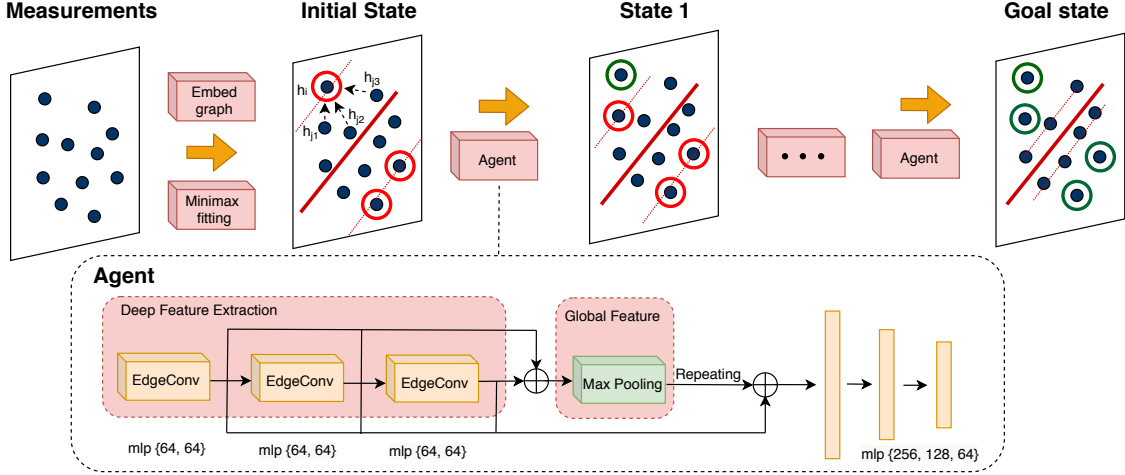 Measurements
Initial State
State 1
Goal state
Embed
graph
Minimax
fitting
hi
hj3
hj2
hj1
Agent
• • •
Agent
Agent
Deep Feature Extraction
Global Feature
EdgeConv
EdgeConv
EdgeConv
Max Pooling
Repeating
mlp {64, 64}
mlp {64, 64}
mlp {64, 64}
mlp {256, 128, 64}